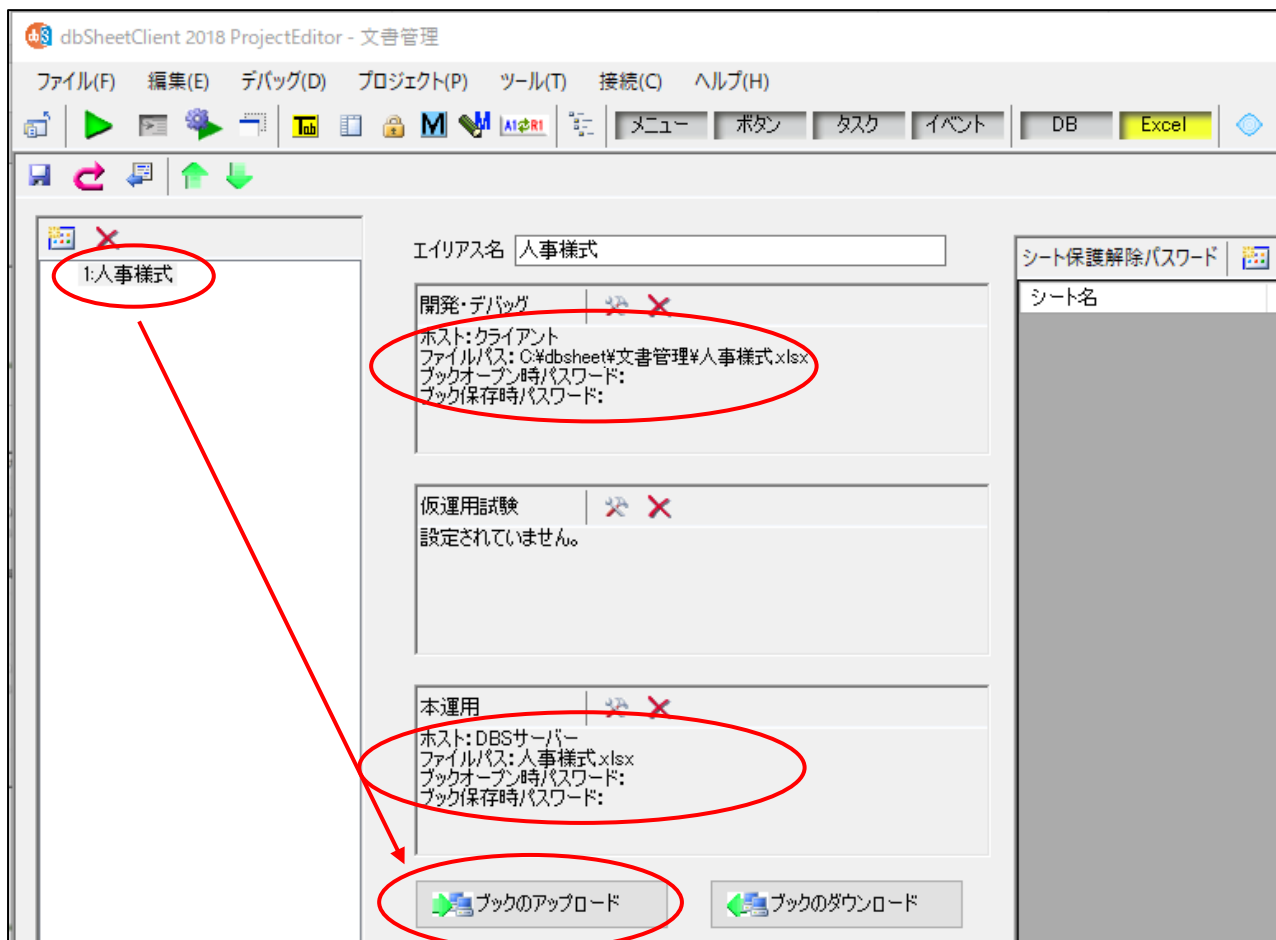 dbSheetClient 2018 ProjectEditor - 文書管理
ファイル(F) 編集(E) デバッグ(D) プロジェクト(P) ツール(T) 接続(C) ヘルプ(H)
Tab M M A1⇄R1 メニュー ボタン タスク イベント DB Excel
1:人事様式
エイリアス名 人事様式
開発・デバッグ
ホスト:クライアント
ファイルパス:C:¥dbsheet¥文書管理¥人事様式.xlsx
ブックオープン時パスワード:
ブック保存時パスワード:
仮運用試験
設定されていません。
本運用
ホスト:DBSサーバー
ファイルパス:人事様式.xlsx
ブックオープン時パスワード:
ブック保存時パスワード:
ブックのアップロード ブックのダウンロード
シート保護解除パスワード
シート名